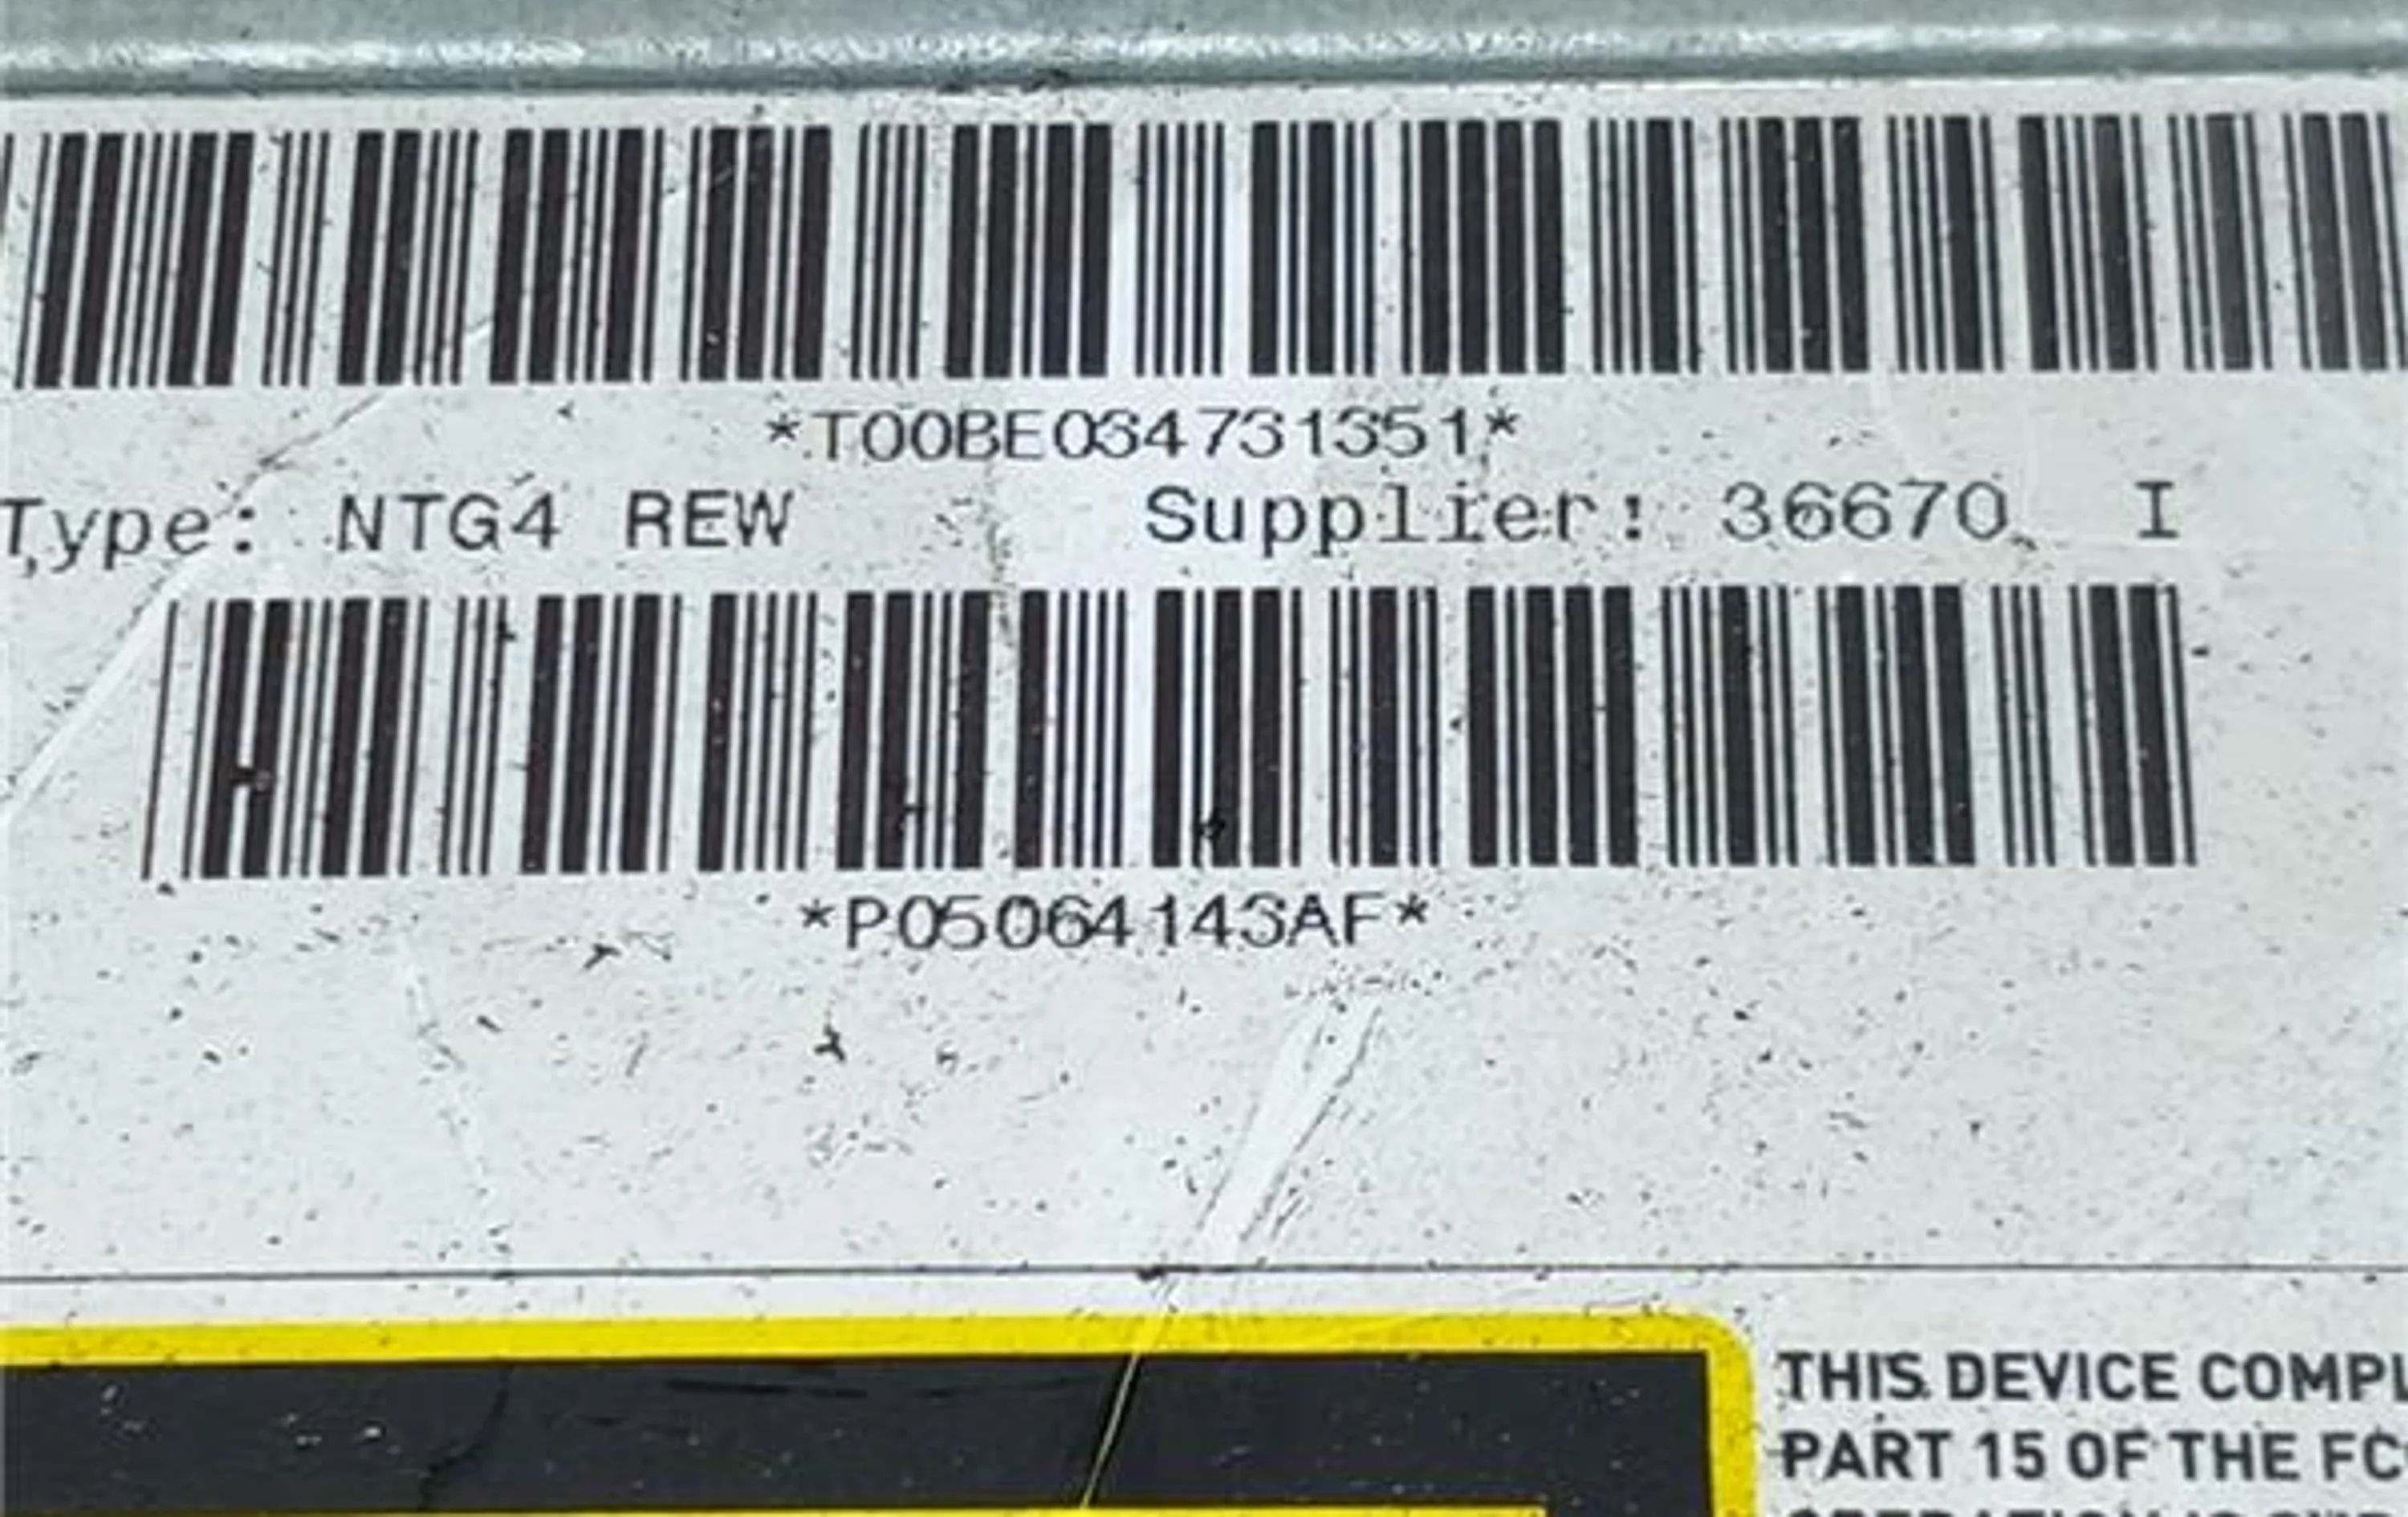 *T00BE034731351*
Type: NTG4 REW Supplier: 36670 I
*P05064143AF*
THIS DEVICE COMPL
PART 15 OF THE FC